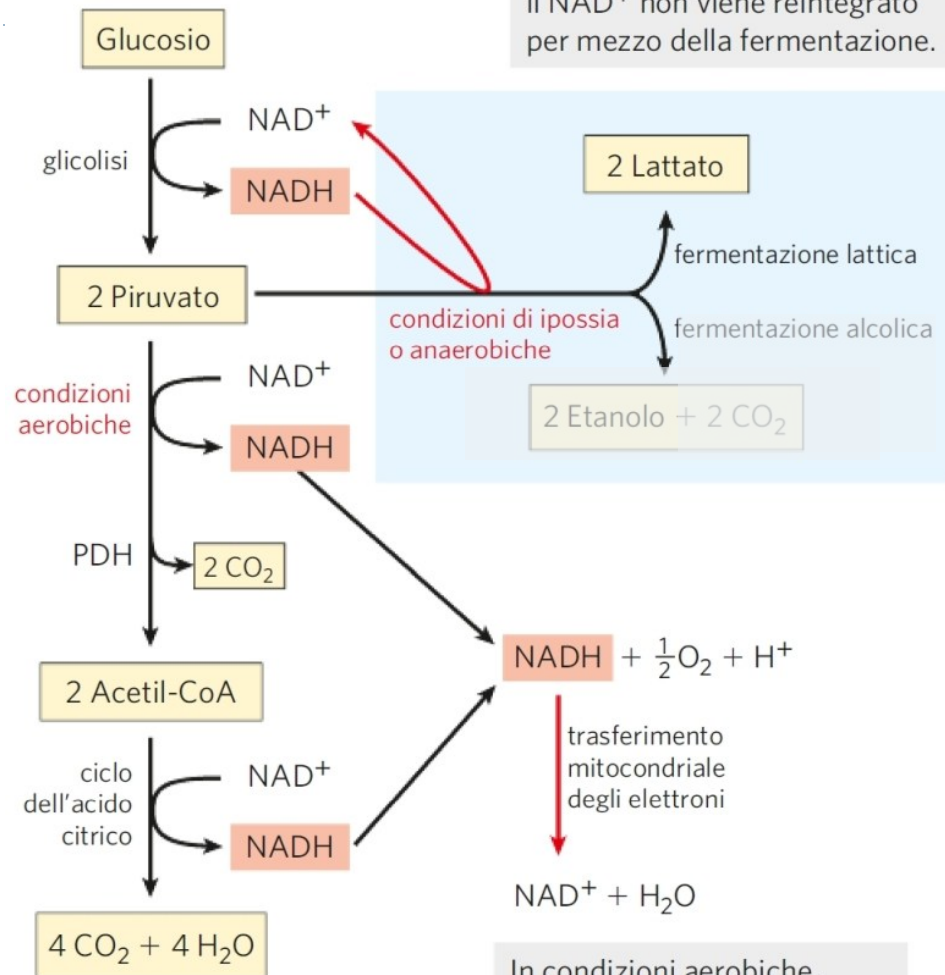 il NAD⁺ non viene reintegrato
per mezzo della fermentazione.
Glucosio
NAD⁺
glicolisi
NADH
2 Lattato
fermentazione lattica
2 Piruvato
condizioni di ipossia
o anaerobiche
fermentazione alcolica
2 Etanolo + 2 CO₂
condizioni
aerobiche
NAD⁺
NADH
PDH
2 CO₂
NADH + ½O₂ + H⁺
2 Acetil-CoA
trasferimento
mitocondriale
degli elettroni
ciclo
dell'acido
citrico
NAD⁺
NADH
NAD⁺ + H₂O
4 CO₂ + 4 H₂O
In condizioni aerobiche